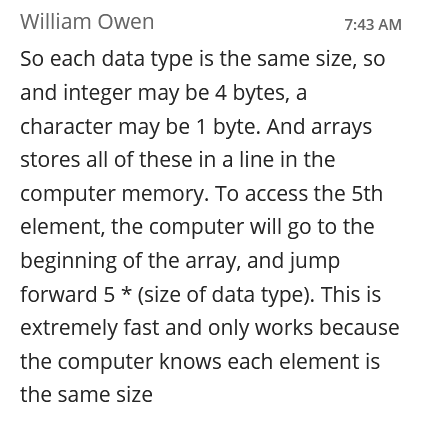 William Owen
7:43 AM
So each data type is the same size, so
and integer may be 4 bytes, a
character may be 1 byte. And arrays
stores all of these in a line in the
computer memory. To access the 5th
element, the computer will go to the
beginning of the array, and jump
forward 5 * (size of data type). This is
extremely fast and only works because
the computer knows each element is
the same size